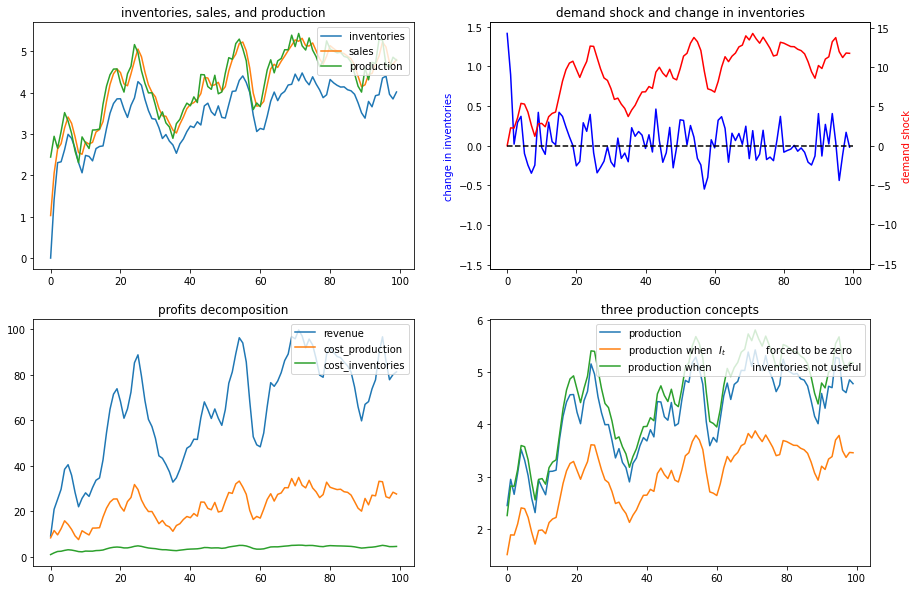 inventories, sales, and production
inventories
sales
production
5
4
3
2
1
0
0 20 40 60 80 100
demand shock and change in inventories
change in inventories
1.5
1.0
0.5
0.0
−0.5
−1.0
−1.5
15
10
5
0
−5
−10
−15
demand shock
0 20 40 60 80 100
profits decomposition
revenue
cost_production
cost_inventories
100
80
60
40
20
0
0 20 40 60 80 100
three production concepts
production
production when I_t forced to be zero
production when inventories not useful
6
5
4
3
2
0 20 40 60 80 100